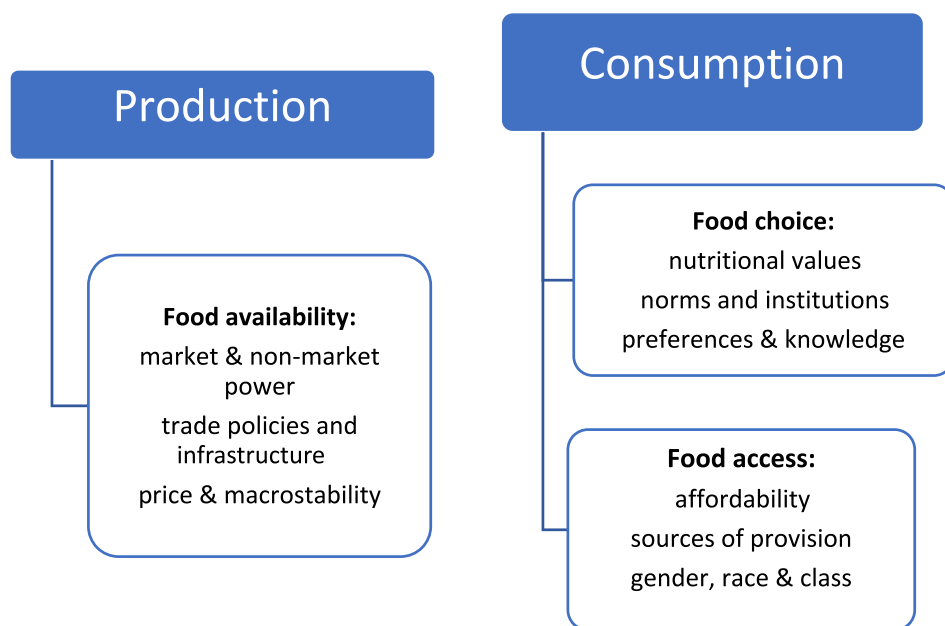 Production
Food availability:
market & non-market
power
trade policies and
infrastructure
price & macrostability
Consumption
Food choice:
nutritional values
norms and institutions
preferences & knowledge
Food access:
affordability
sources of provision
gender, race & class